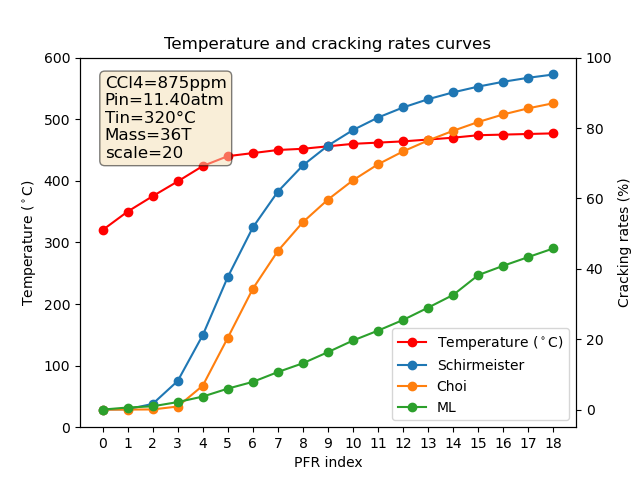 Temperature and cracking rates curves
CCl4=875ppm
Pin=11.40atm
Tin=320°C
Mass=36T
scale=20
600
500
400
300
200
100
0
Temperature (°C)
100
80
60
40
20
0
Cracking rates (%)
Temperature (°C)
Schirmeister
Choi
ML
0 1 2 3 4 5 6 7 8 9 10 11 12 13 14 15 16 17 18
PFR index